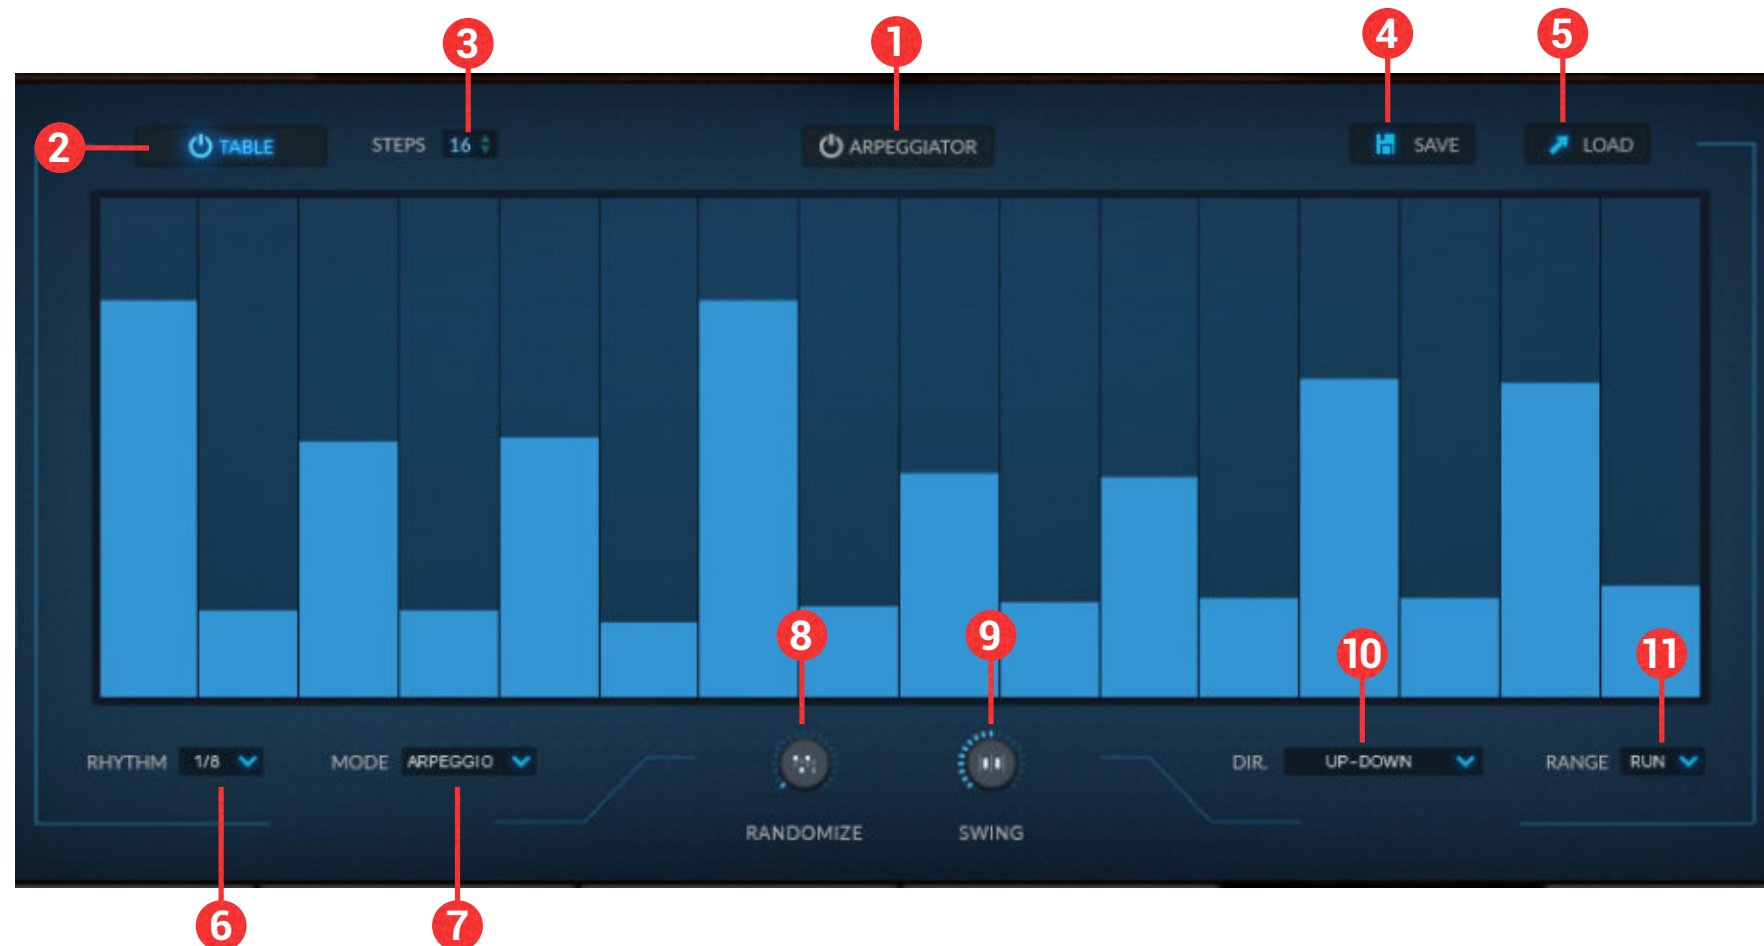 3 1 4 5
2 TABLE STEPS 16 ARPEGGIATOR SAVE LOAD
8 9 10 11
RHYTHM 1/8 MODE ARPEGGIO DIR. UP-DOWN RANGE RUN
RANDOMIZE SWING
6 7